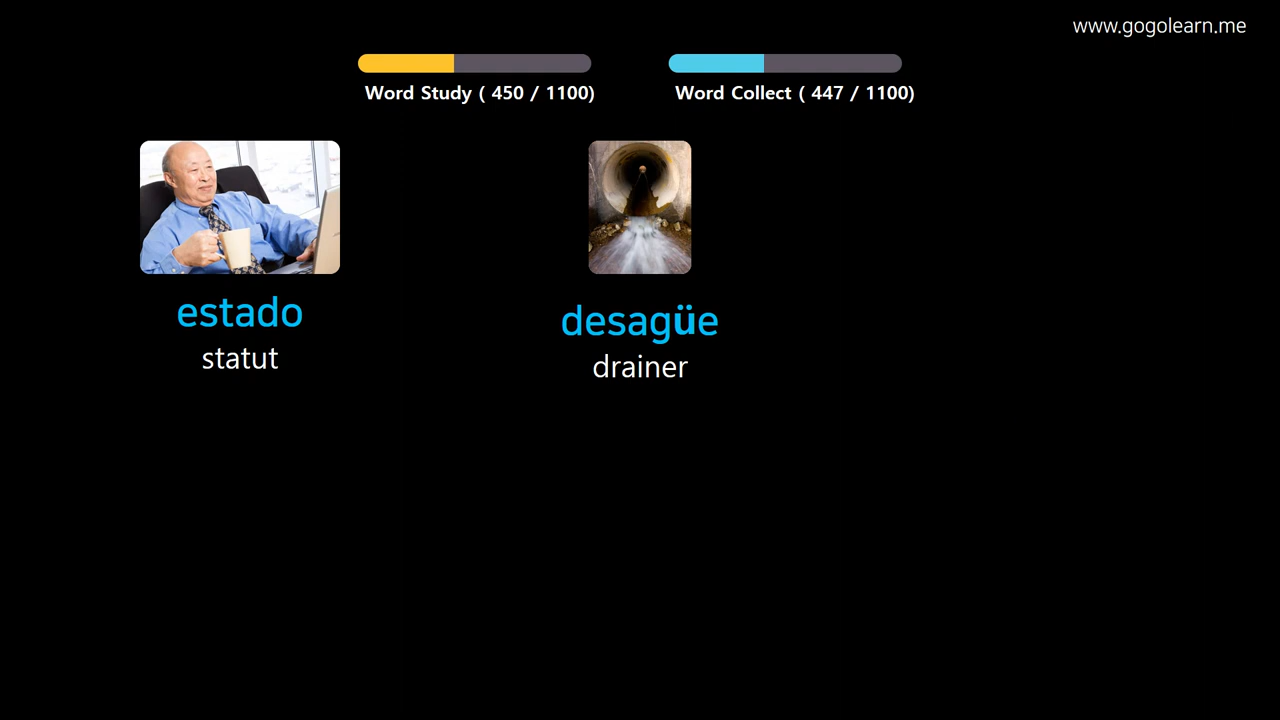 www.gogolearn.me
Word Study ( 450 / 1100)
Word Collect ( 447 / 1100)
estado
statut
desagüe
drainer